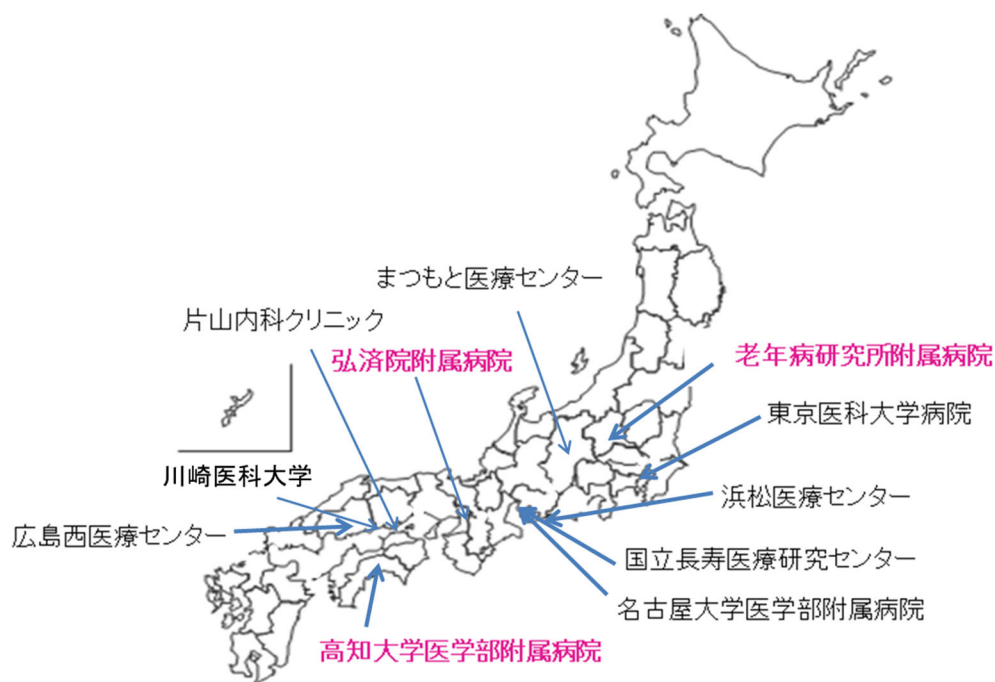 まつもと医療センター
片山内科クリニック
弘済院附属病院
老年病研究所附属病院
東京医科大学病院
川崎医科大学
浜松医療センター
広島西医療センター
国立長寿医療研究センター
名古屋大学医学部附属病院
高知大学医学部附属病院